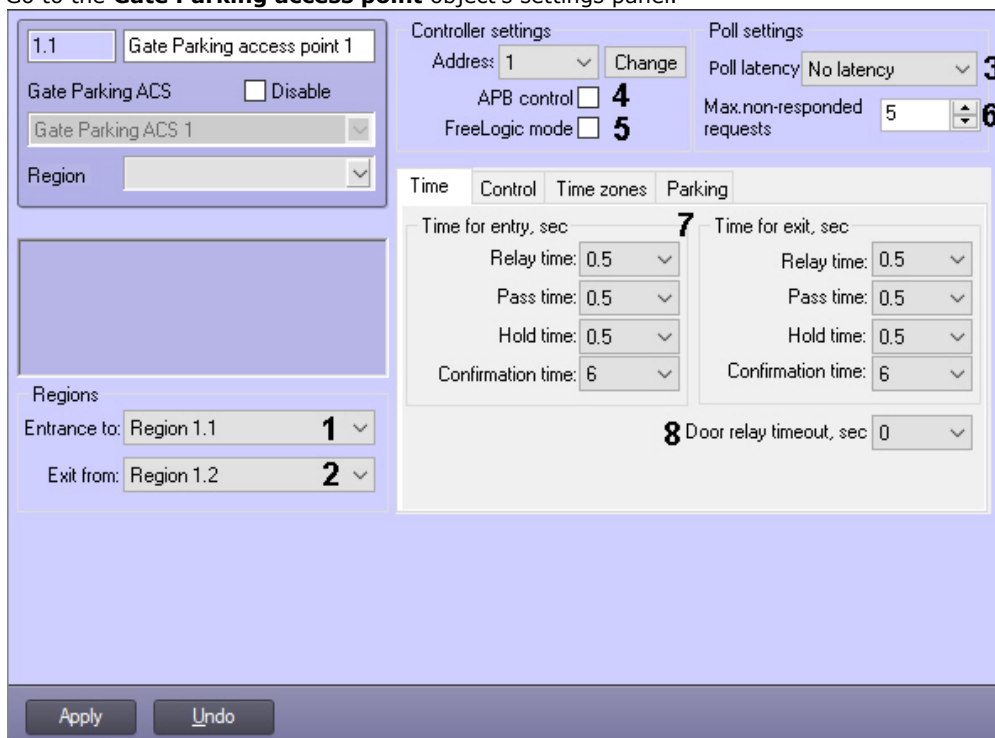 Go to the Gate Parking access point object's settings panel.
1.1 Gate Parking access point 1
Gate Parking ACS Disable
Gate Parking ACS 1
Region
Regions
Entrance to: Region 1.1 1
Exit from: Region 1.2 2
Controller settings
Address 1 Change
APB control 4
FreeLogic mode 5
Poll settings
Poll latency No latency 3
Max.non-responded
requests 5 6
Time Control Time zones Parking
Time for entry, sec 7
Relay time: 0.5
Pass time: 0.5
Hold time: 0.5
Confirmation time: 6
Time for exit, sec
Relay time: 0.5
Pass time: 0.5
Hold time: 0.5
Confirmation time: 6
8 Door relay timeout, sec 0
Apply Undo